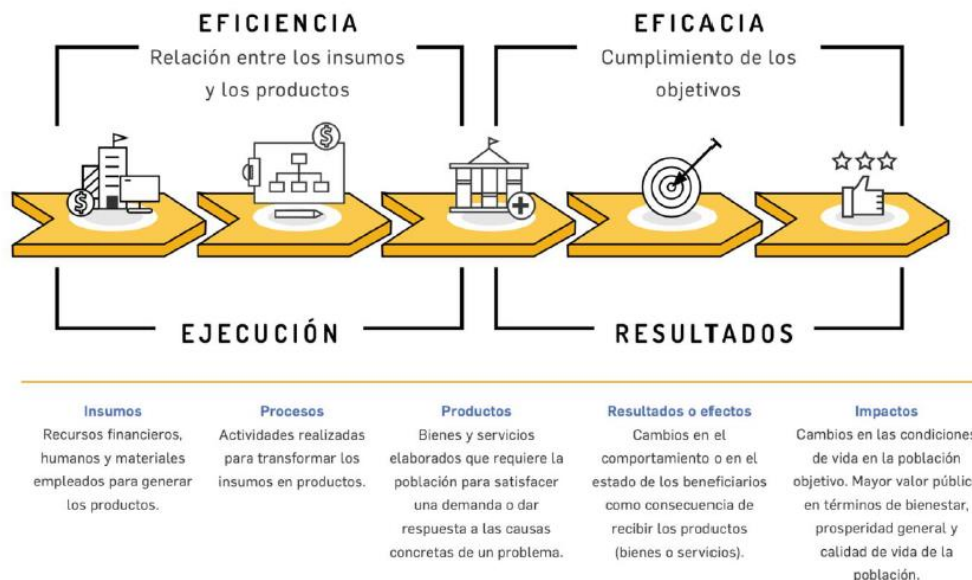 EFICIENCIA
Relación entre los insumos
y los productos
EFICACIA
Cumplimiento de los
objetivos
$
$
EJECUCIÓN
RESULTADOS
Insumos
Recursos financieros,
humanos y materiales
empleados para generar
los productos.
Procesos
Actividades realizadas
para transformar los
insumos en productos.
Productos
Bienes y servicios
elaborados que requiere la
población para satisfacer
una demanda o dar
respuesta a las causas
concretas de un problema.
Resultados o efectos
Cambios en el
comportamiento o en el
estado de los beneficiarios
como consecuencia de
recibir los productos
(bienes o servicios).
Impactos
Cambios en las condiciones
de vida en la población
objetivo. Mayor valor públic
en términos de bienestar,
prosperidad general y
calidad de vida de la
población.